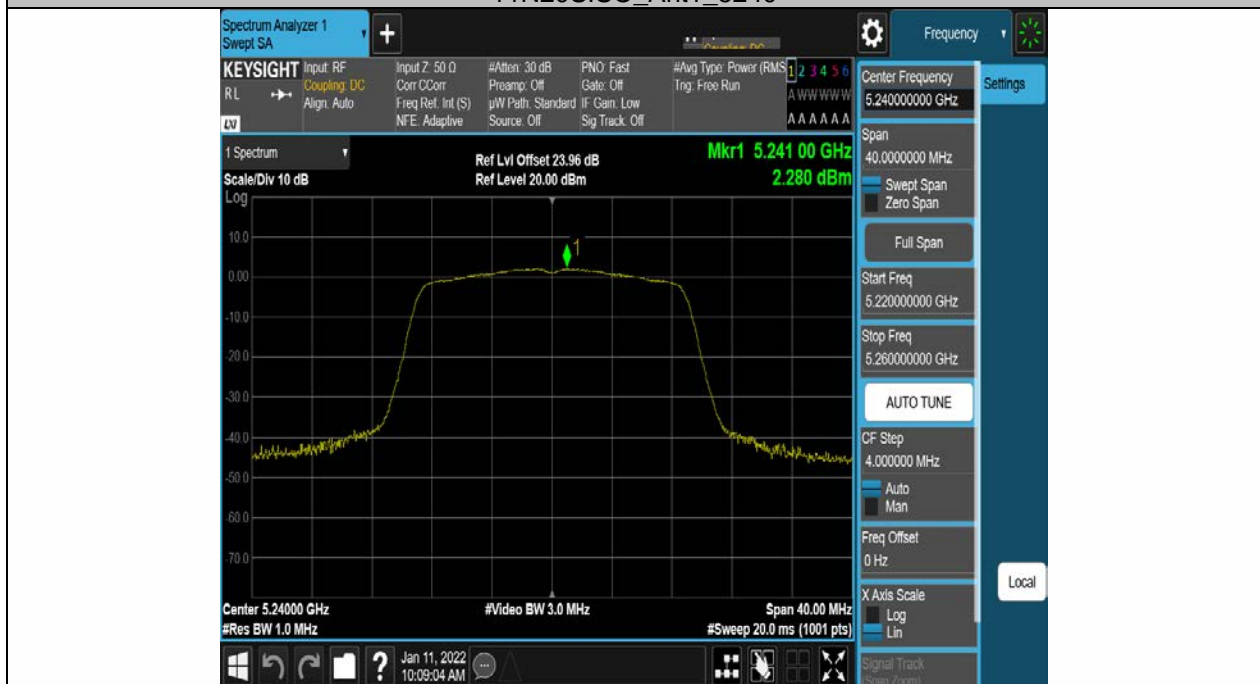 Spectrum Analyzer 1
Swept SA
Frequency
KEYSIGHT
RL
LXI
Input: RF
Coupling: DC
Align: Auto
Input Z: 50 Ω
Corr CCorr
Freq Ref: Int (S)
NFE: Adaptive
#Atten: 30 dB
Preamp: Off
µW Path: Standard
Source: Off
PNO: Fast
Gate: Off
IF Gain: Low
Sig Track: Off
#Avg Type: Power (RMS
Trig: Free Run
1 2 3 4 5 6
A W W W W W
A A A A A A
1 Spectrum
Scale/Div 10 dB
Log
Ref Lvl Offset 23.96 dB
Ref Level 20.00 dBm
Mkr1 5.241 00 GHz
2.280 dBm
1
10.0
0.00
-10.0
-20.0
-30.0
-40.0
-50.0
-60.0
-70.0
Center 5.24000 GHz
#Res BW 1.0 MHz
#Video BW 3.0 MHz
Span 40.00 MHz
#Sweep 20.0 ms (1001 pts)
Center Frequency
5.240000000 GHz
Settings
Span
40.0000000 MHz
Swept Span
Zero Span
Full Span
Start Freq
5.220000000 GHz
Stop Freq
5.260000000 GHz
AUTO TUNE
CF Step
4.000000 MHz
Auto
Man
Freq Offset
0 Hz
X Axis Scale
Log
Lin
Local
Signal Track
(Span Zoom)
?
Jan 11, 2022
10:09:04 AM